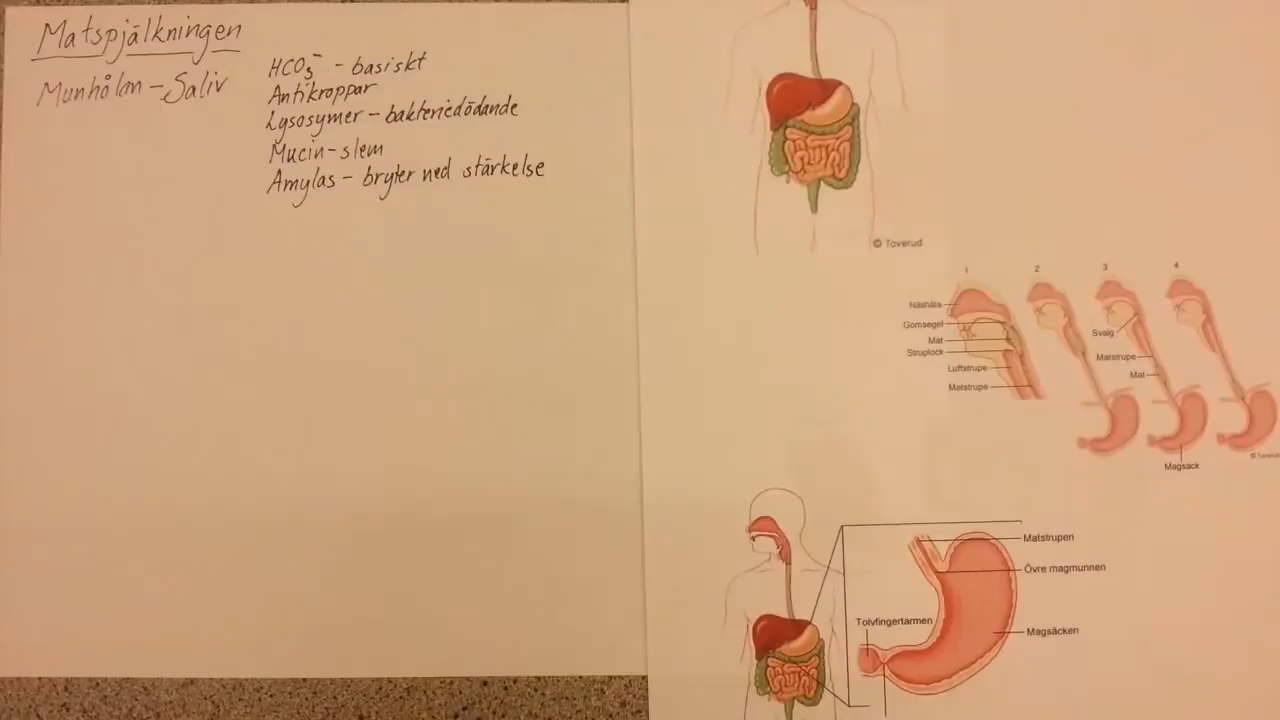 Matspjälkningen
Munhålan - Saliv
HCO3⁻ - basiskt
Antikroppar
Lysosymer - bakteriedödande
Mucin - slem
Amylas - bryter ned stärkelse
© Toverud
1 2 3 4
Näshåla
Gomsegel
Mat
Struplock
Luftstrupe
Matstrupe
Svalg
Matstrupe
Mat
Magsäck
© Toverud
Matstrupen
Övre magmunnen
Tolvfingertarmen
Magsäcken